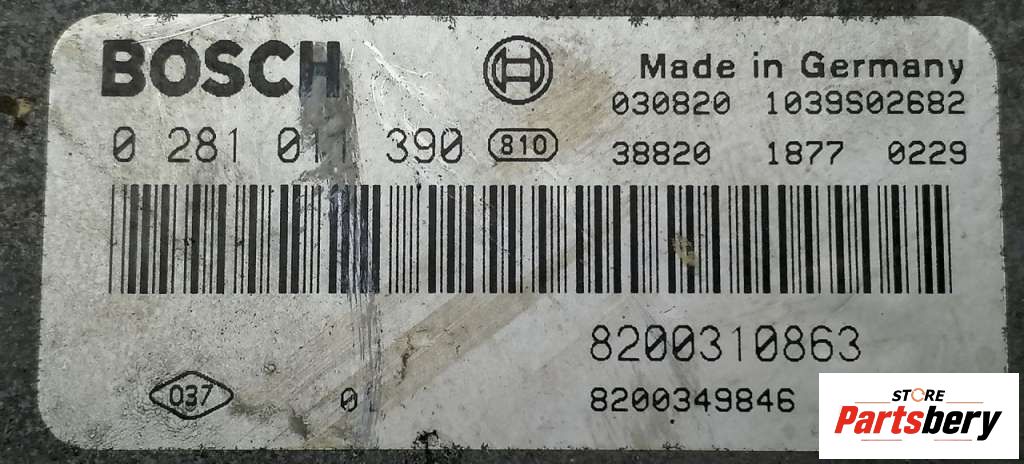 BOSCH
Made in Germany
030820 1039S02682
0 281 011 390 810
38820 1877 0229
8200310863
037 0
8200349846
STORE
Partsbery